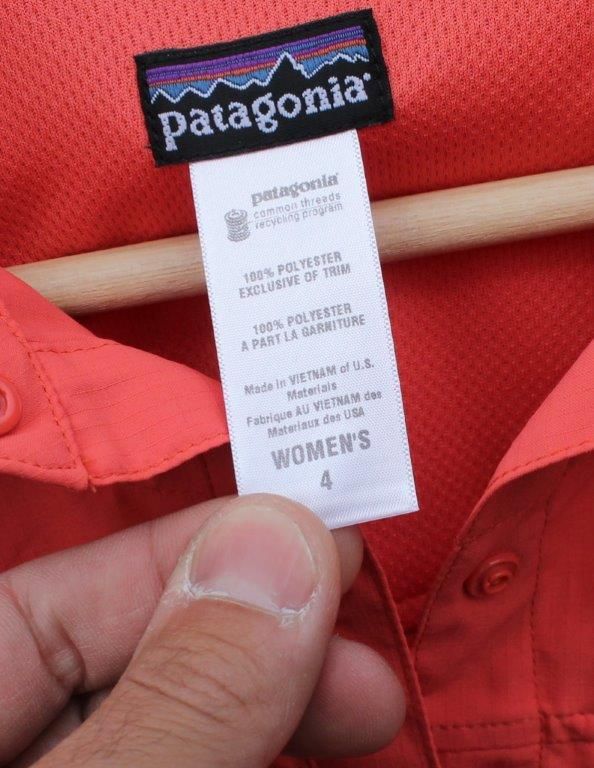 patagonia
patagonia
common threads
recycling program
100% POLYESTER
EXCLUSIVE OF TRIM
100% POLYESTER
A PART LA GARNITURE
Made in VIETNAM of U.S.
Materials
Fabrique AU VIETNAM des
Materiaux des USA
WOMEN'S
4